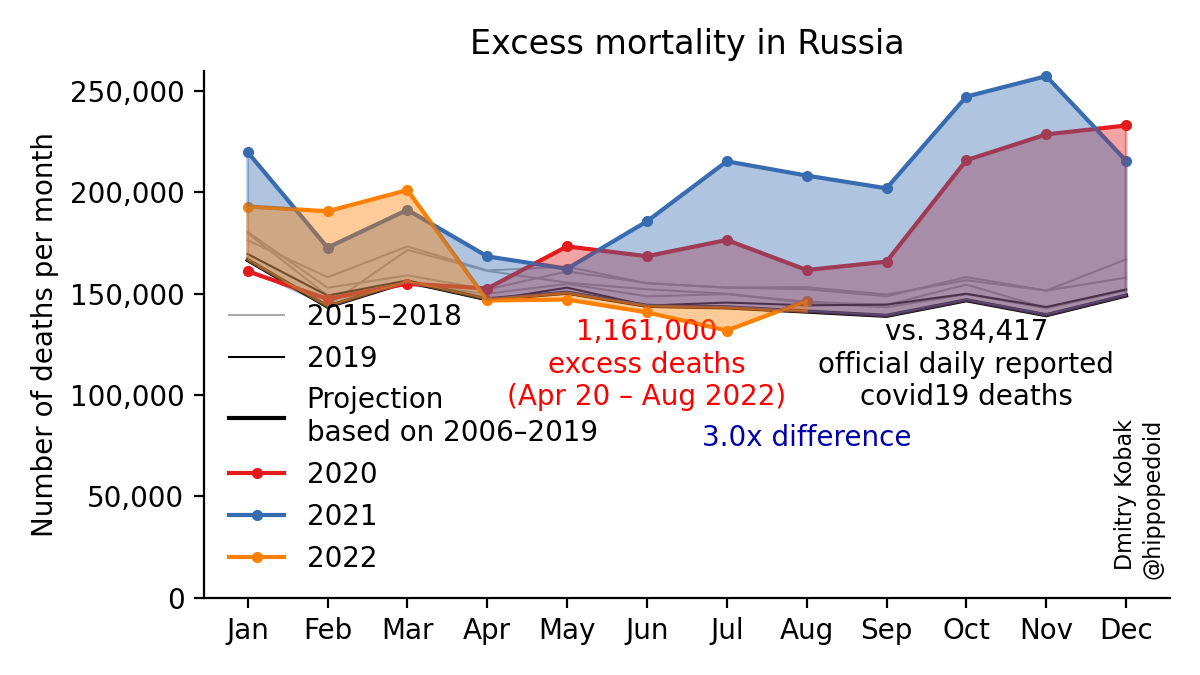 Excess mortality in Russia
Number of deaths per month
250,000
200,000
150,000
100,000
50,000
0
2015–2018
2019
Projection
based on 2006–2019
2020
2021
2022
1,161,000
excess deaths
(Apr 20 – Aug 2022)
vs. 384,417
official daily reported
covid19 deaths
3.0x difference
Dmitry Kobak
@hippopedoid
Jan Feb Mar Apr May Jun Jul Aug Sep Oct Nov Dec